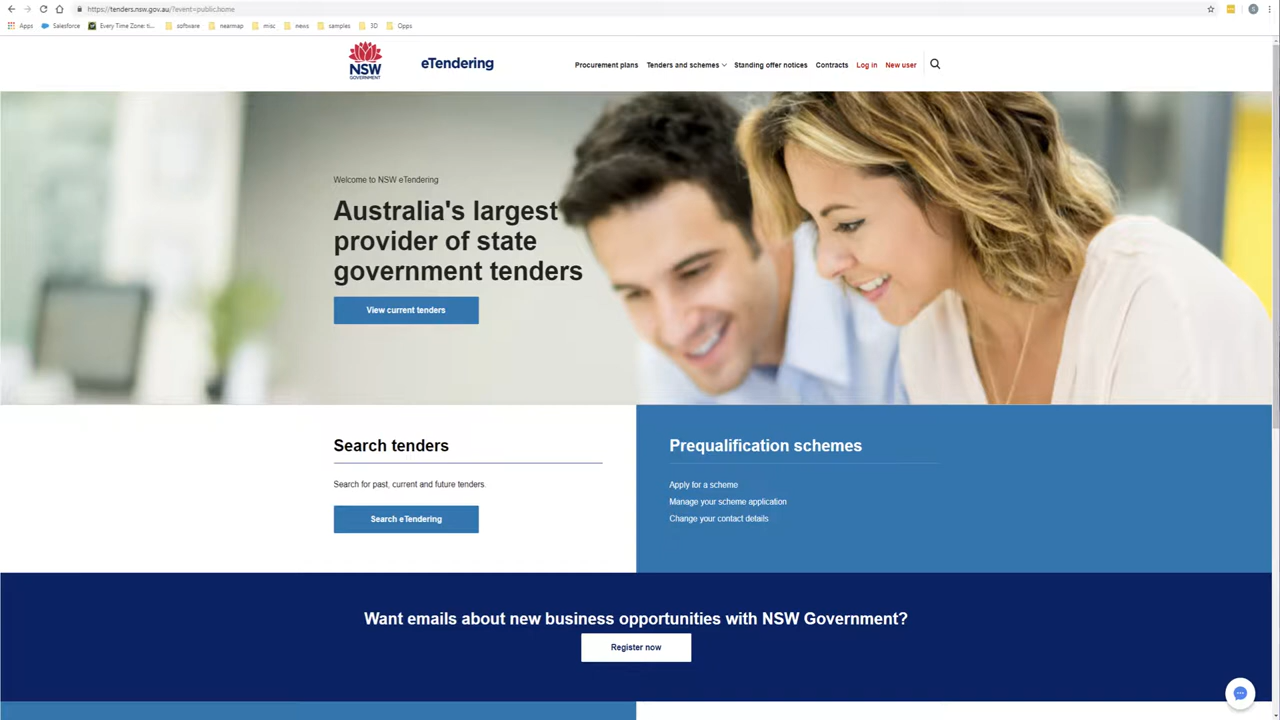 https://tenders.nsw.gov.au/?event=public.home
Apps Salesforce Every Time Zone: ti... software nearmap misc news samples 3D Opps
NSW
GOVERNMENT
eTendering
Procurement plans Tenders and schemes Standing offer notices Contracts Log in New user
Welcome to NSW eTendering
Australia's largest
provider of state
government tenders
View current tenders
Search tenders
Search for past, current and future tenders.
Search eTendering
Prequalification schemes
Apply for a scheme
Manage your scheme application
Change your contact details
Want emails about new business opportunities with NSW Government?
Register now